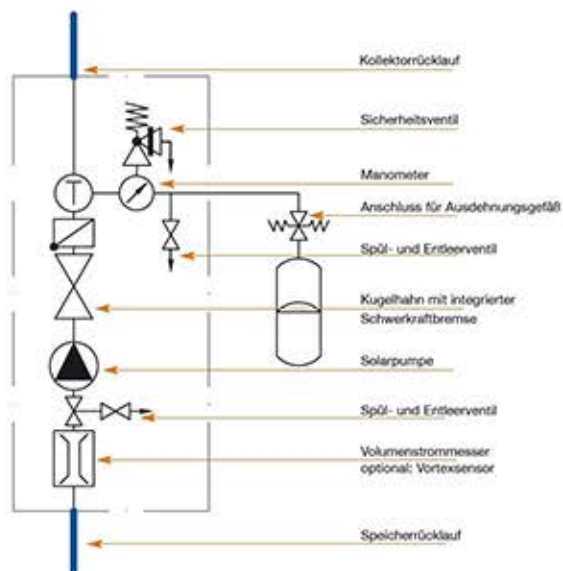 Kollektorrücklauf
Sicherheitsventil
T
Manometer
Anschluss für Ausdehnungsgefäß
Spül- und Entleerventil
Kugelhahn mit integrierter
Schwerkraftbremse
Solarpumpe
Spül- und Entleerventil
Volumenstrommesser
optional: Vortexsensor
Speicherrücklauf